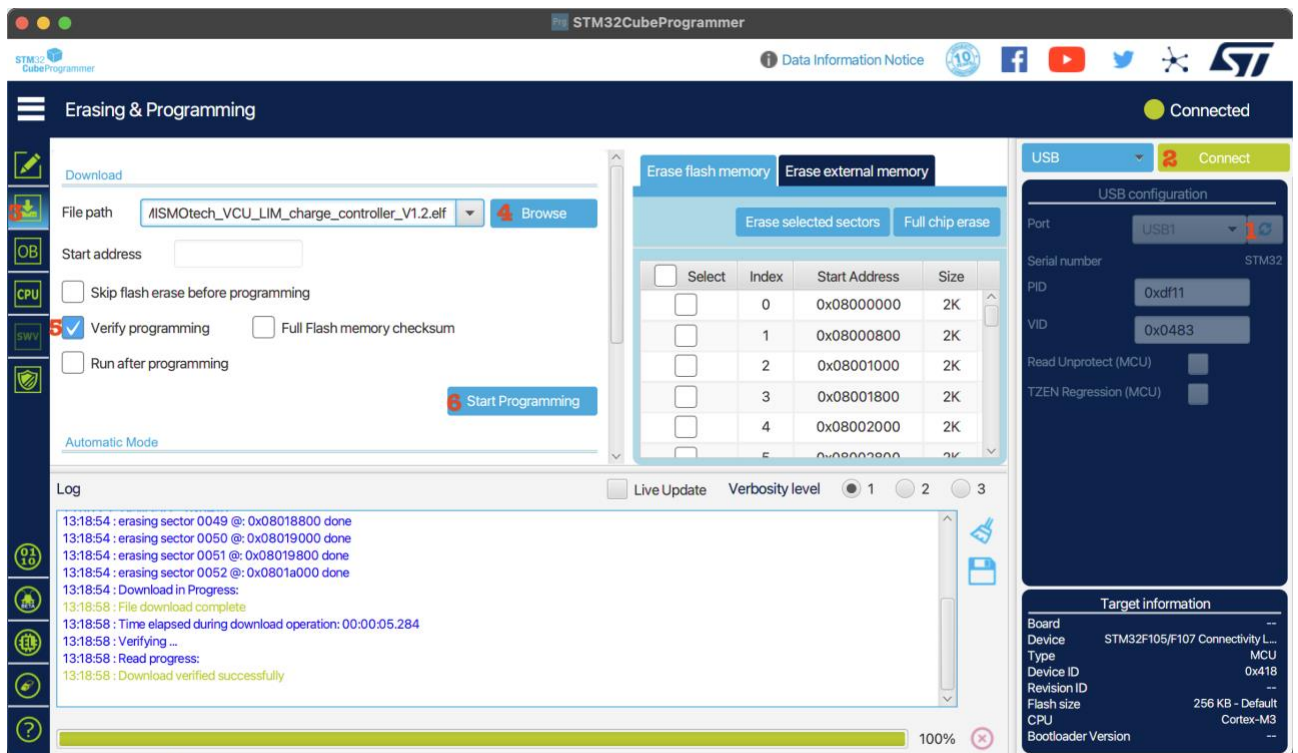 STM32CubeProgrammer
STM32
CubeProgrammer
Data Information Notice
10
ST
Erasing & Programming
Connected
Download
File path
/ISMOtech_VCU_LIM_charge_controller_V1.2.elf
4 Browse
Start address
Skip flash erase before programming
5 Verify programming
Full Flash memory checksum
Run after programming
6 Start Programming
Automatic Mode
3
OB
CPU
SWV
Erase flash memory
Erase external memory
Erase selected sectors
Full chip erase
Select Index Start Address Size
0 0x08000000 2K
1 0x08000800 2K
2 0x08001000 2K
3 0x08001800 2K
4 0x08002000 2K
5 0x08002800 2K
USB
2 Connect
USB configuration
Port USB1 1
Serial number STM32
PID 0xdf11
VID 0x0483
Read Unprotect (MCU)
TZEN Regression (MCU)
Log
Live Update Verbosity level 1 2 3
13:18:54 : erasing sector 0049 @: 0x08018800 done
13:18:54 : erasing sector 0050 @: 0x08019000 done
13:18:54 : erasing sector 0051 @: 0x08019800 done
13:18:54 : erasing sector 0052 @: 0x0801a000 done
13:18:54 : Download in Progress:
13:18:58 : File download complete
13:18:58 : Time elapsed during download operation: 00:00:05.284
13:18:58 : Verifying ...
13:18:58 : Read progress:
13:18:58 : Download verified successfully
100%
Target information
Board --
Device STM32F105/F107 Connectivity L...
Type MCU
Device ID 0x418
Revision ID --
Flash size 256 KB - Default
CPU Cortex-M3
Bootloader Version --